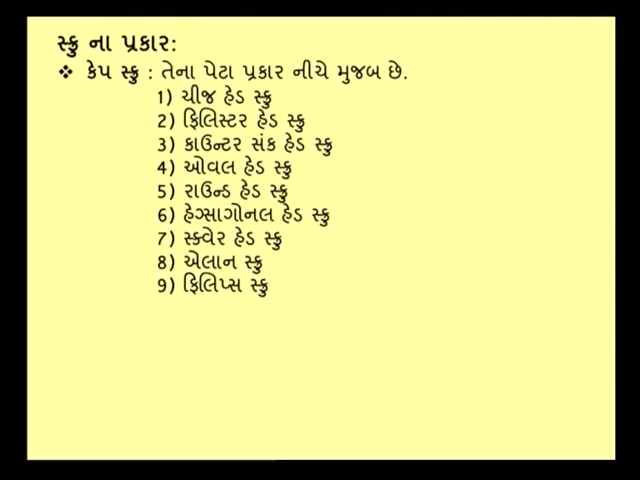 સ્ક્રુ ના પ્રકાર:
❖ કેપ સ્ક્રુ : તેના પેટા પ્રકાર નીચે મુજબ છે.
1) ચીજ હેડ સ્ક્રુ
2) ફિલિસ્ટર હેડ સ્ક્રુ
3) કાઉન્ટર સંક હેડ સ્ક્રુ
4) ઓવલ હેડ સ્ક્રુ
5) રાઉન્ડ હેડ સ્ક્રુ
6) હેગ્સાગોનલ હેડ સ્ક્રુ
7) સ્ક્વેર હેડ સ્ક્રુ
8) એલાન સ્ક્રુ
9) ફિલિપ્સ સ્ક્રુ